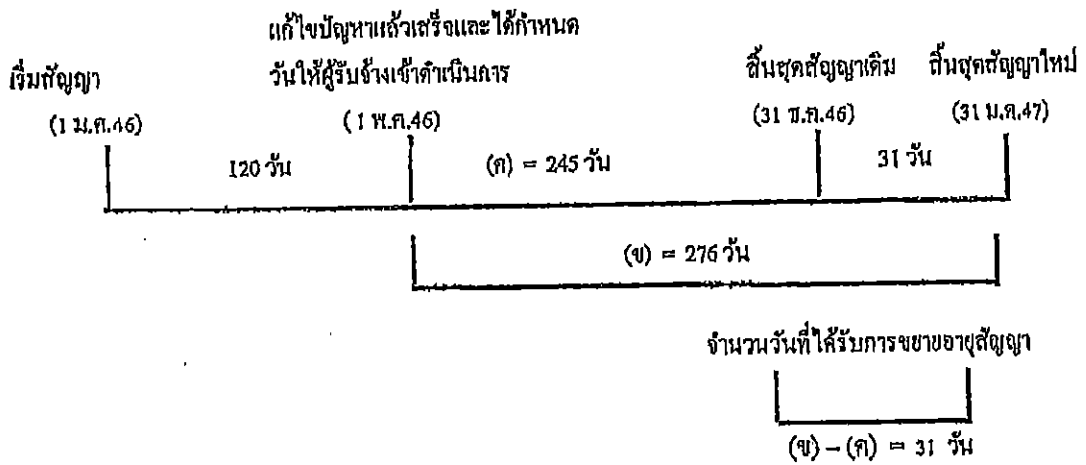 แก้ไขปัญหาแล้วเสร็จและได้กำหนด
วันให้ผู้รับจ้างเข้าดำเนินการ
เริ่มสัญญา
สิ้นสุดสัญญาเดิม
สิ้นสุดสัญญาใหม่
(1 ม.ค.46)
(1 พ.ค.46)
(31 ธ.ค.46)
(31 ม.ค.47)
120 วัน
(ค) = 245 วัน
31 วัน
(ข) = 276 วัน
จำนวนวันที่ได้รับการขยายอายุสัญญา
(ข) – (ค) = 31 วัน